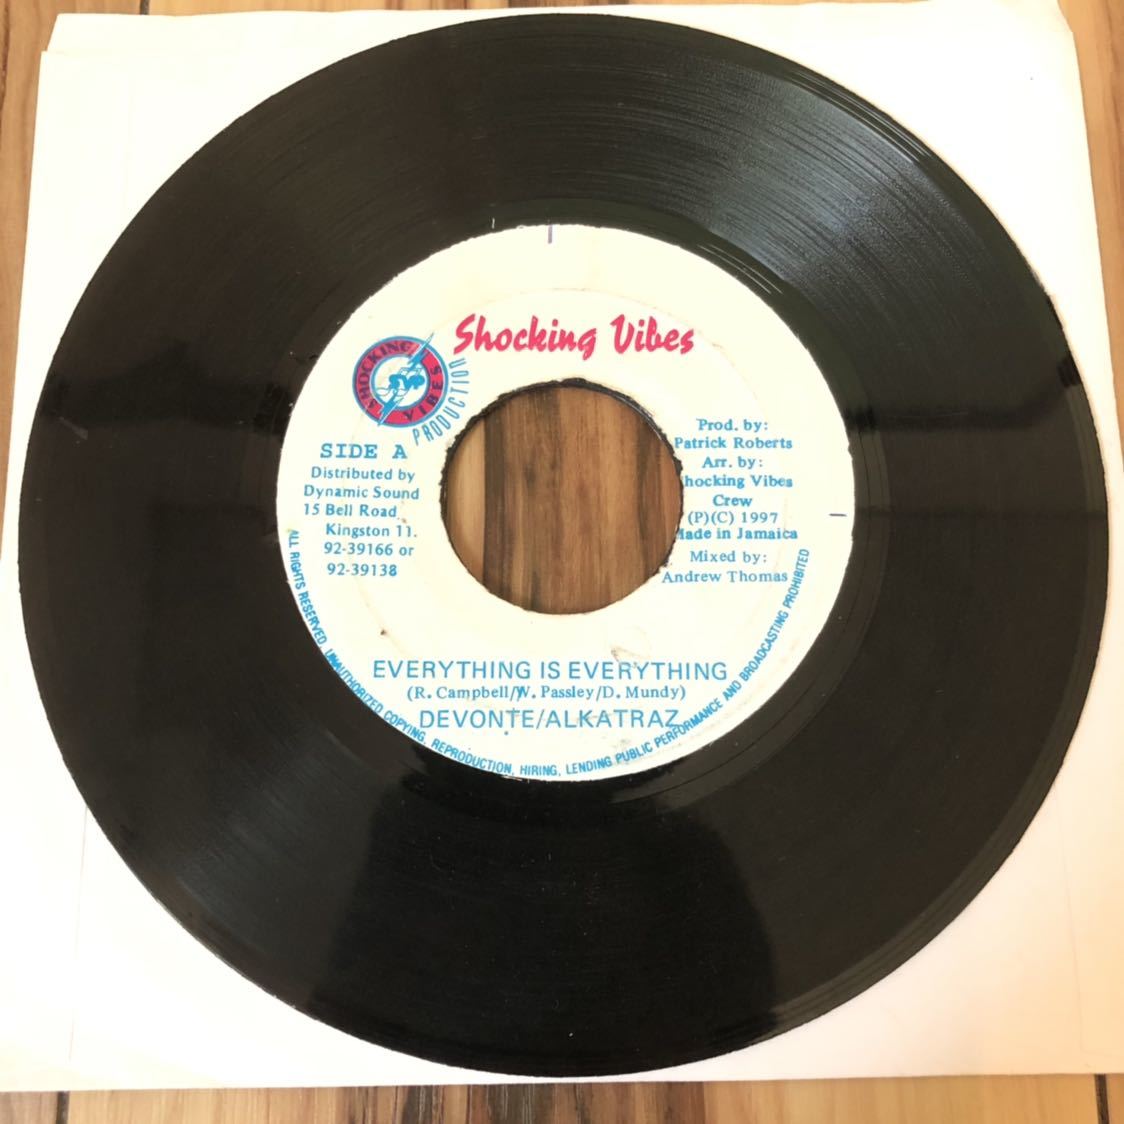 Shocking Vibes
SHOCKING VIBES
SVP
PRODUCTION
SIDE A
Distributed by
Dynamic Sound
15 Bell Road
Kingston 11.
92-39166 or
92-39138
Prod. by:
Patrick Roberts
Arr. by:
hocking Vibes
Crew
(P)(C) 1997
Made in Jamaica
Mixed by:
Andrew Thomas
EVERYTHING IS EVERYTHING
(R. Campbell/W. Passley/D. Mundy)
DEVONTE/ALKATRAZ
ALL RIGHTS RESERVED. UNAUTHORIZED COPYING, REPRODUCTION, HIRING, LENDING PUBLIC PERFORMANCE AND BROADCASTING PROHIBITED